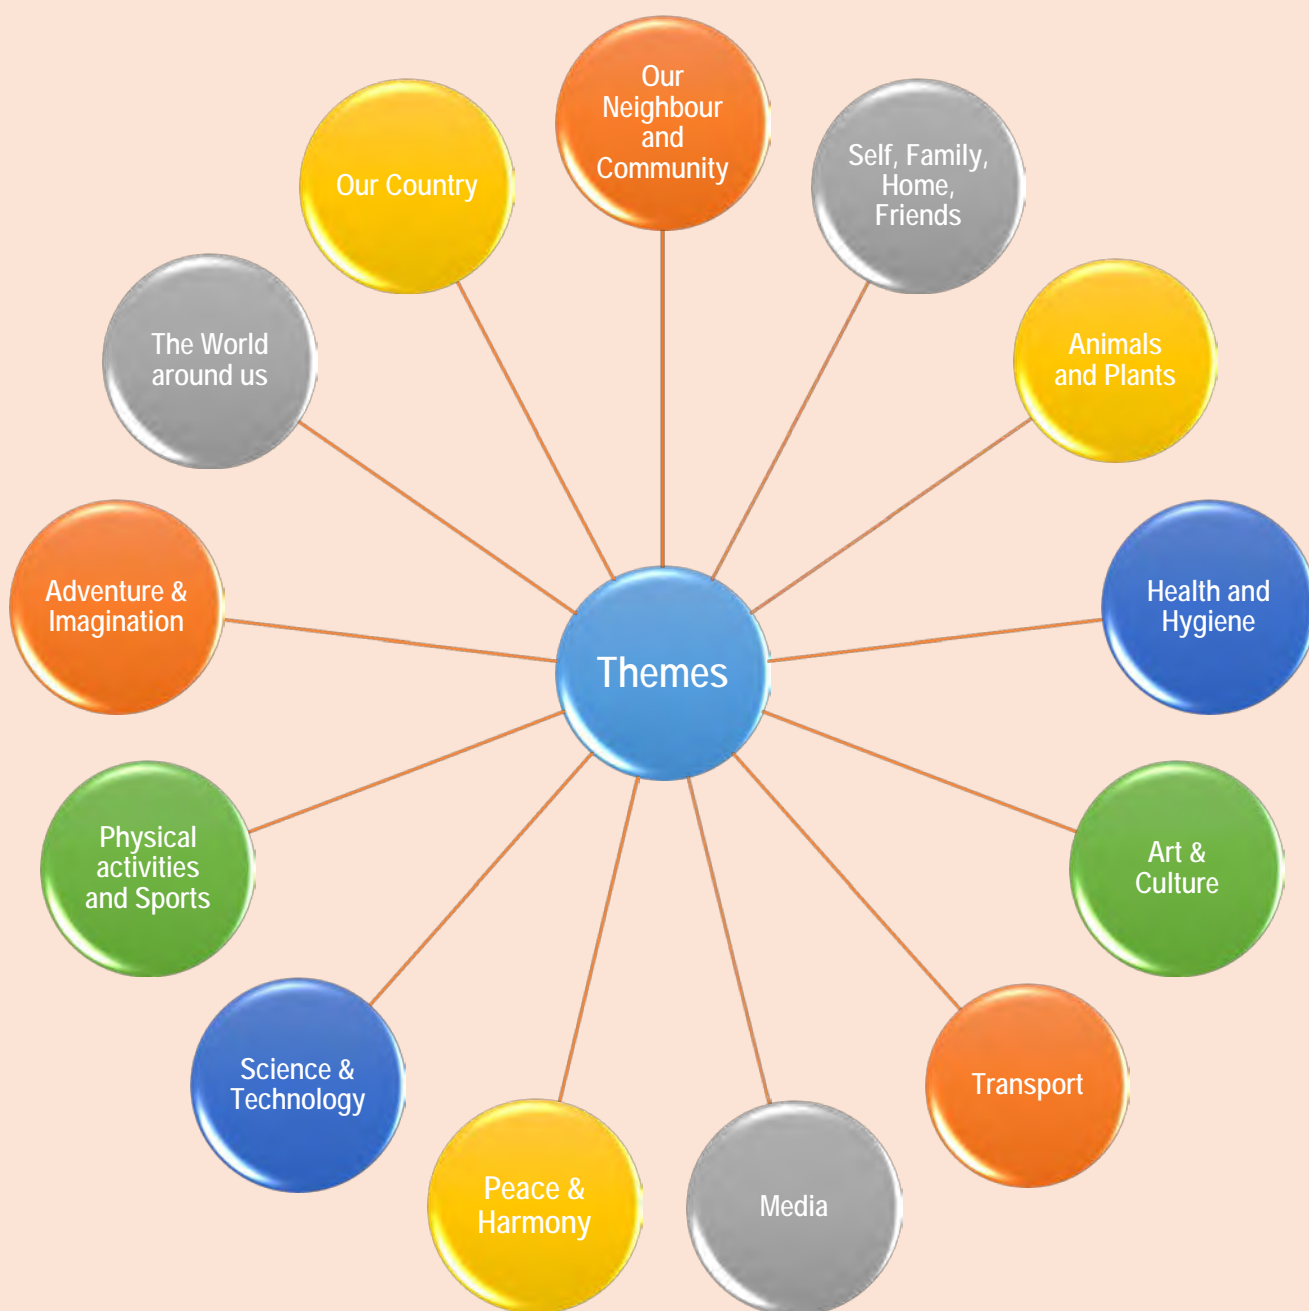 Our
Neighbour
and
Community
Self, Family,
Home,
Friends
Animals
and Plants
Health and
Hygiene
Art &
Culture
Transport
Media
Peace &
Harmony
Science &
Technology
Physical
activities
and Sports
Adventure &
Imagination
The World
around us
Our Country
Themes